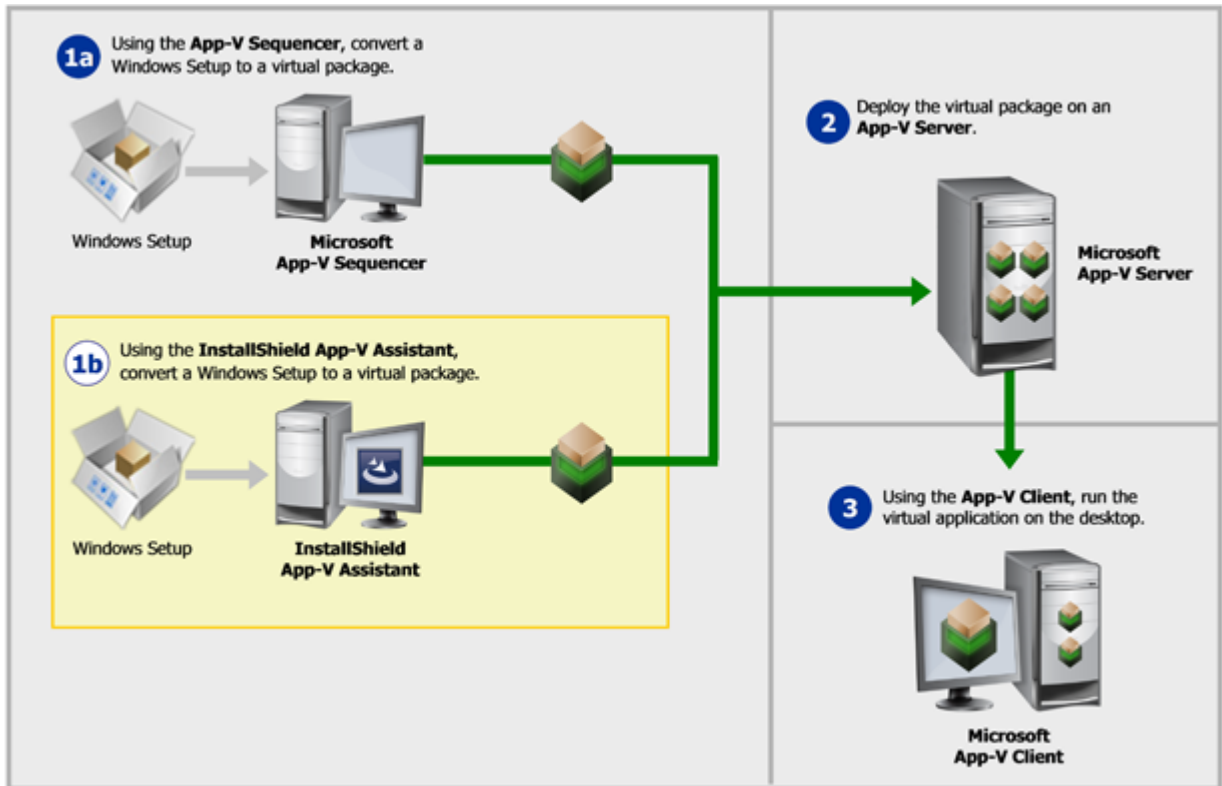 1a
Using the App-V Sequencer, convert a
Windows Setup to a virtual package.
Windows Setup
Microsoft
App-V Sequencer
1b
Using the InstallShield App-V Assistant,
convert a Windows Setup to a virtual package.
Windows Setup
InstallShield
App-V Assistant
2
Deploy the virtual package on an
App-V Server.
Microsoft
App-V Server
3
Using the App-V Client, run the
virtual application on the desktop.
Microsoft
App-V Client